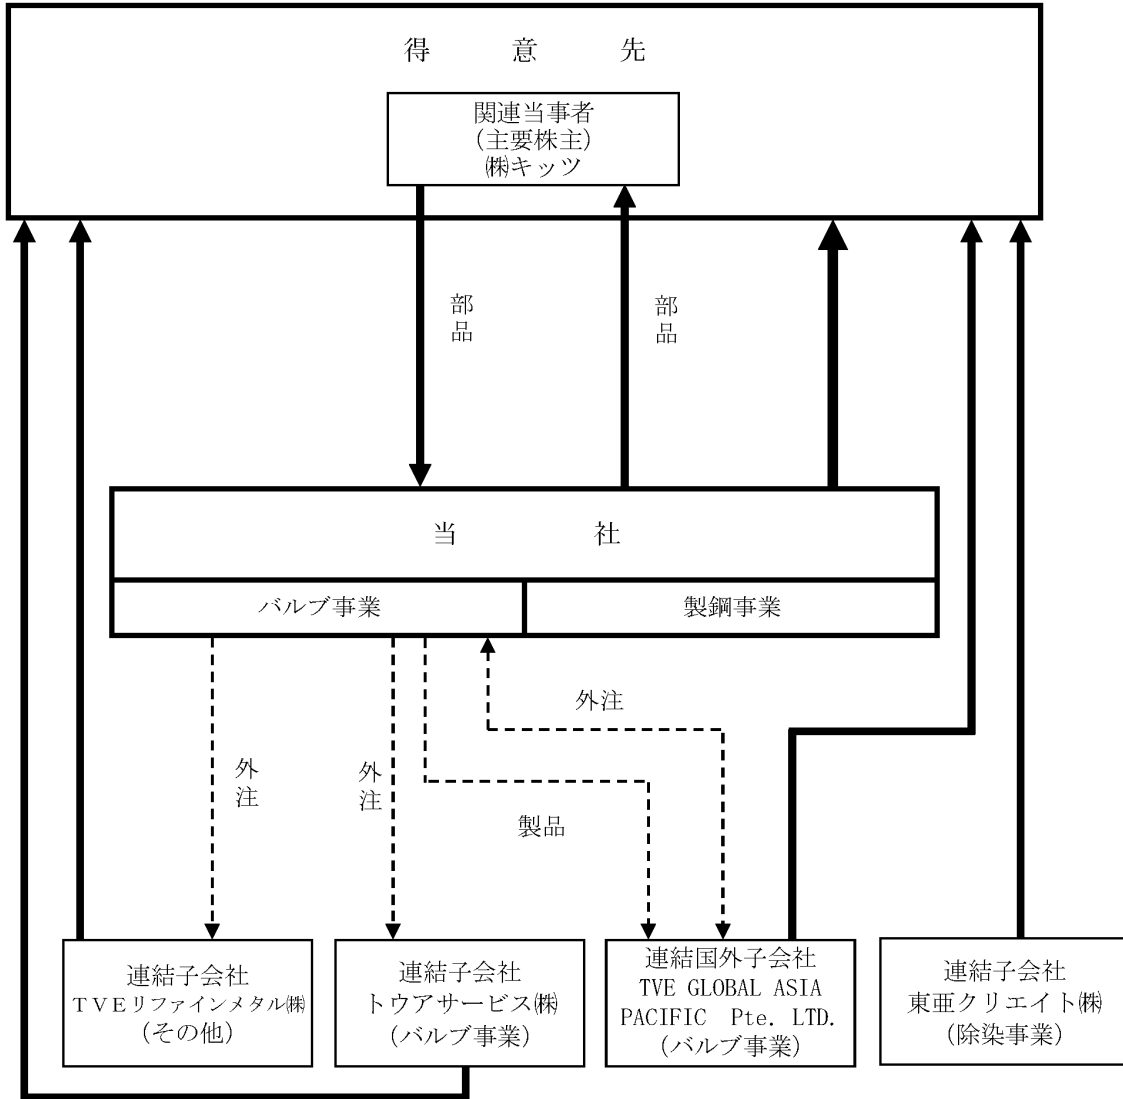 得　意　先
関連当事者
(主要株主)
㈱キッツ
部品
部品
当　社
バルブ事業
製鋼事業
外注
外注
外注
製品
連結子会社
ＴＶＥリファインメタル㈱
(その他)
連結子会社
トウアサービス㈱
(バルブ事業)
連結国外子会社
TVE GLOBAL ASIA
PACIFIC　Pte. LTD.
(バルブ事業)
連結子会社
東亜クリエイト㈱
(除染事業)